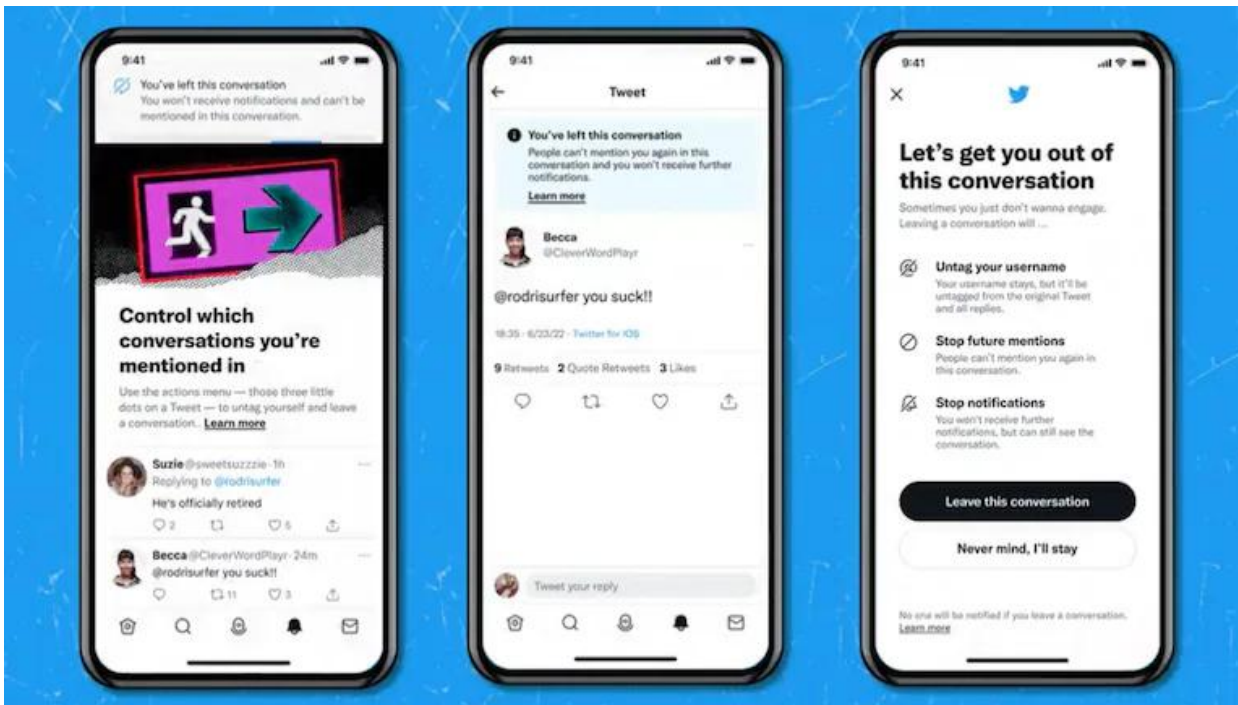 9:41
You've left this conversation
You won't receive notifications and can't be
mentioned in this conversation.
Control which
conversations you're
mentioned in
Use the actions menu — those three little
dots on a Tweet — to untag yourself and leave
a conversation.. Learn more
Suzie @sweetsuzzzie · 1h
Replying to @rodrisurfer
He's officially retired
2 5
Becca @CleverWordPlayr · 24m
@rodrisurfer you suck!!
11 3
9:41
Tweet
You've left this conversation
People can't mention you again in this
conversation and you won't receive further
notifications.
Learn more
Becca
@CleverWordPlayr
@rodrisurfer you suck!!
18:35 · 6/23/22 · Twitter for iOS
9 Retweets 2 Quote Retweets 3 Likes
Tweet your reply
9:41
Let's get you out of
this conversation
Sometimes you just don't wanna engage.
Leaving a conversation will ...
Untag your username
Your username stays, but it'll be
untagged from the original Tweet
and all replies.
Stop future mentions
People can't mention you again in
this conversation.
Stop notifications
You won't receive further
notifications, but can still see the
conversation.
Leave this conversation
Never mind, I'll stay
No one will be notified if you leave a conversation.
Learn more